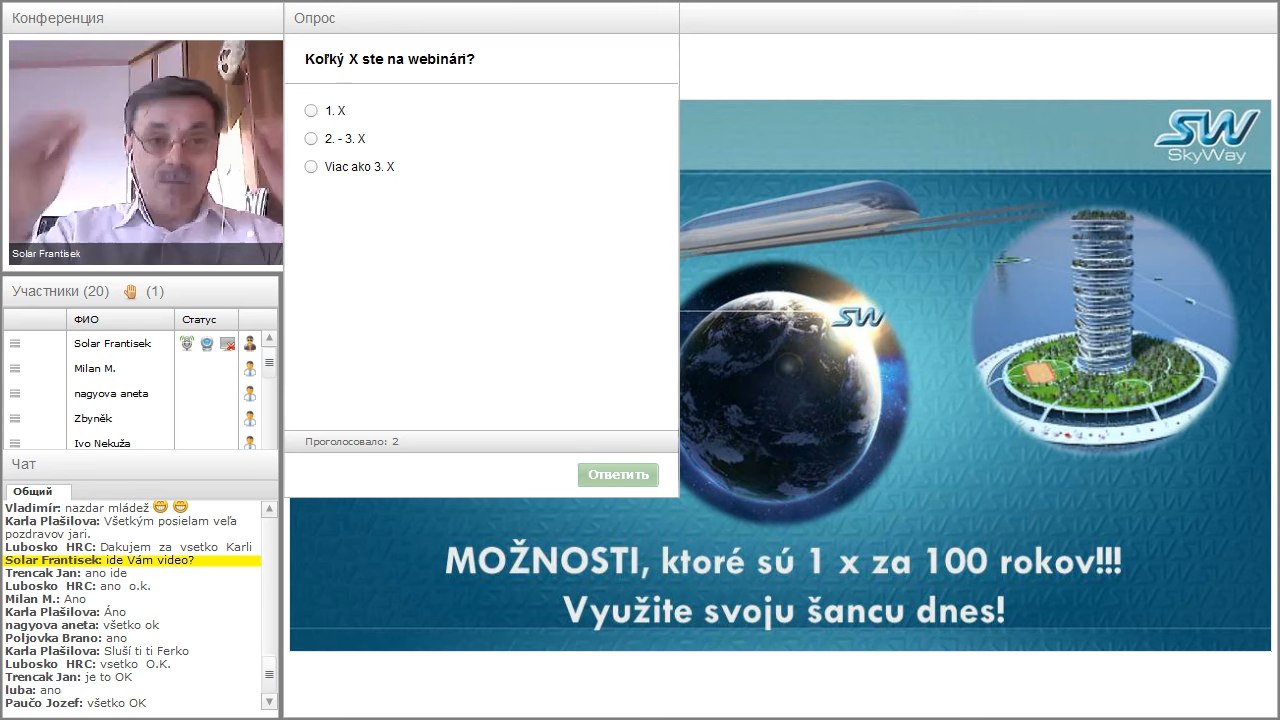 Конференция
Solar Frantisek
Участники (20) (1)
ФИО Статус
Solar Frantisek
Milan M.
nagyova aneta
Zbyněk
Ivo Nekuža
Чат
Общий
Vladimír: nazdar mládež
Karla Plašilova: Všetkým posielam veľa
pozdravov jari.
Lubosko HRC: Dakujem za vsetko Karli
Solar Frantisek: ide Vám video?
Trencak Jan: ano ide
Lubosko HRC: ano o.k.
Milan M.: Ano
Karla Plašilova: Áno
nagyova aneta: všetko ok
Poljovka Brano: ano
Karla Plašilova: Sluší ti ti Ferko
Lubosko HRC: vsetko O.K.
Trencak Jan: je to OK
luba: ano
Paučo Jozef: všetko OK
Опрос
Koľký X ste na webinári?
1. X
2. - 3. X
Viac ako 3. X
Проголосовало: 2
Ответить
SW
SkyWay
SW
MOŽNOSTI, ktoré sú 1 x za 100 rokov!!!
Využite svoju šancu dnes!